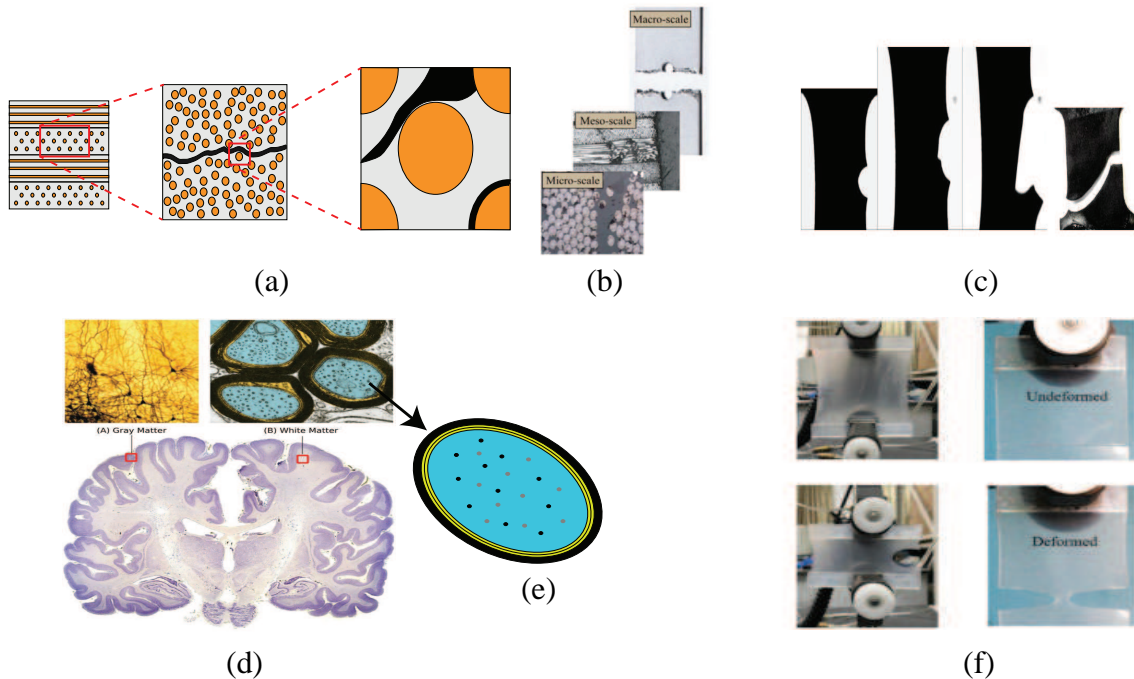 Macro-scale
Meso-scale
Micro-scale
(a)
(b)
(c)
(A) Gray Matter
(B) White Matter
(e)
(d)
Undeformed
Deformed
(f)